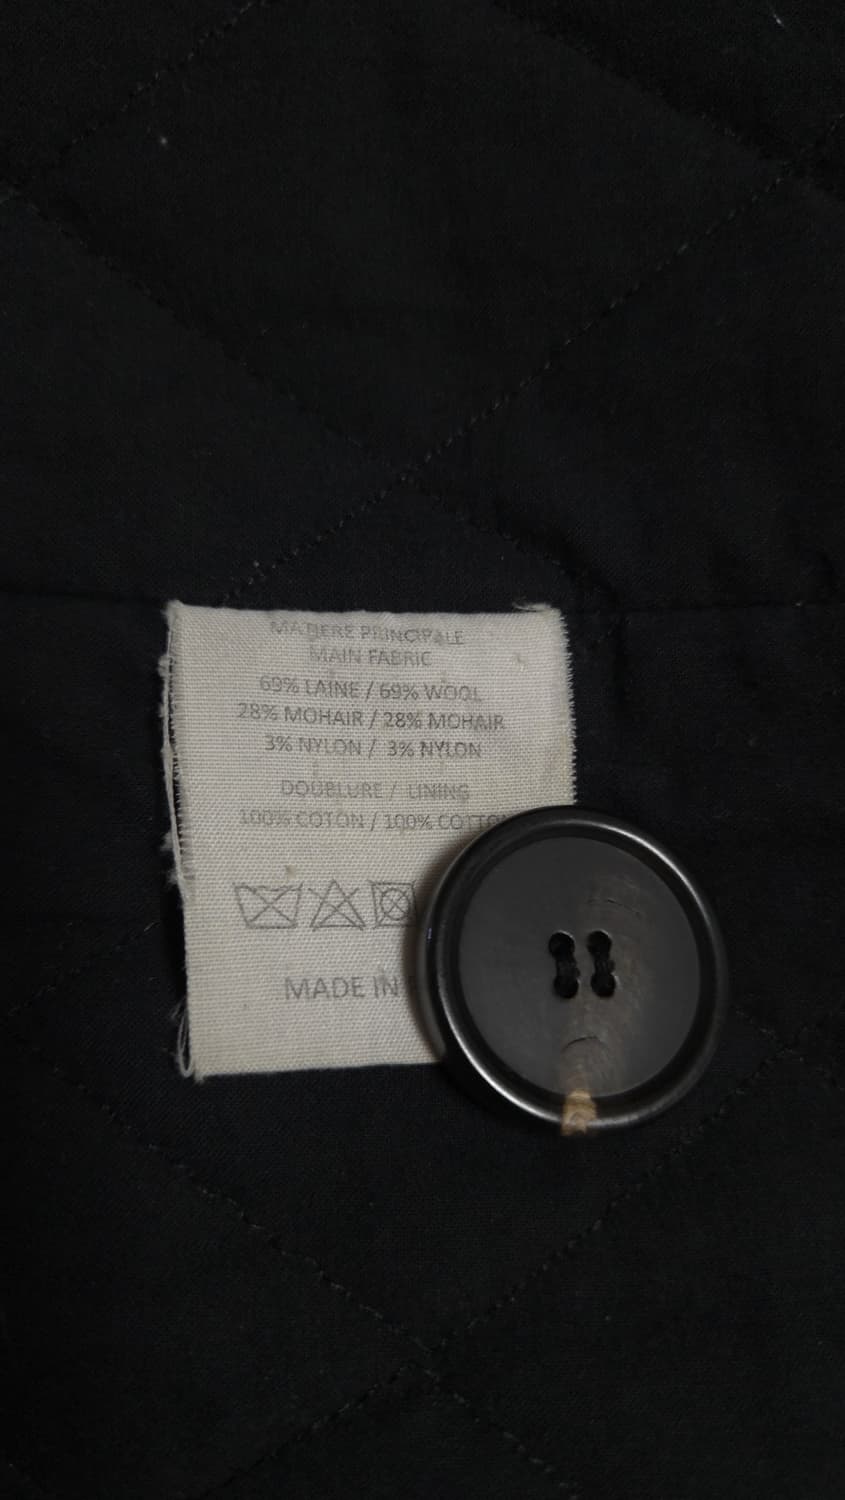 MATIERE PRINCIPALE
MAIN FABRIC
69% LAINE / 69% WOOL
28% MOHAIR / 28% MOHAIR
3% NYLON / 3% NYLON
DOUBLURE / LINING
100% COTON / 100% COTTO
MADE IN